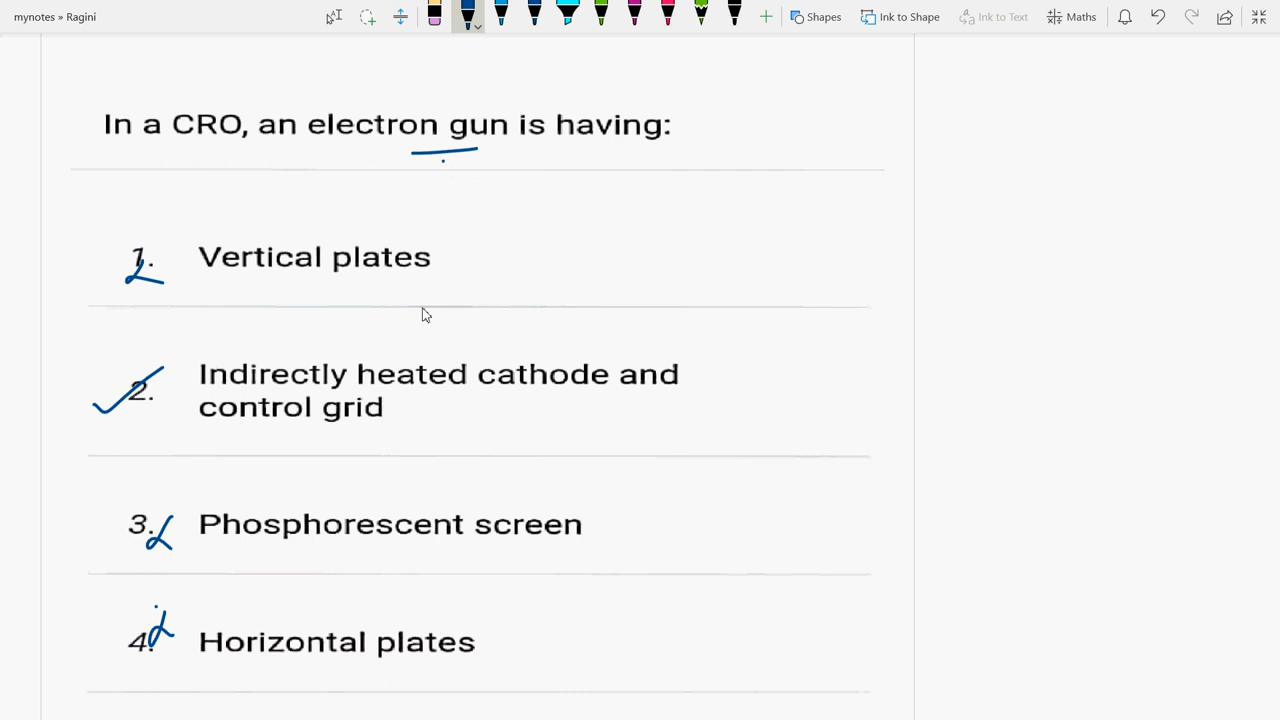 mynotes » Ragini
Shapes
Ink to Shape
Ink to Text
Maths
In a CRO, an electron gun is having:
1. Vertical plates
2. Indirectly heated cathode and
control grid
3. Phosphorescent screen
4. Horizontal plates